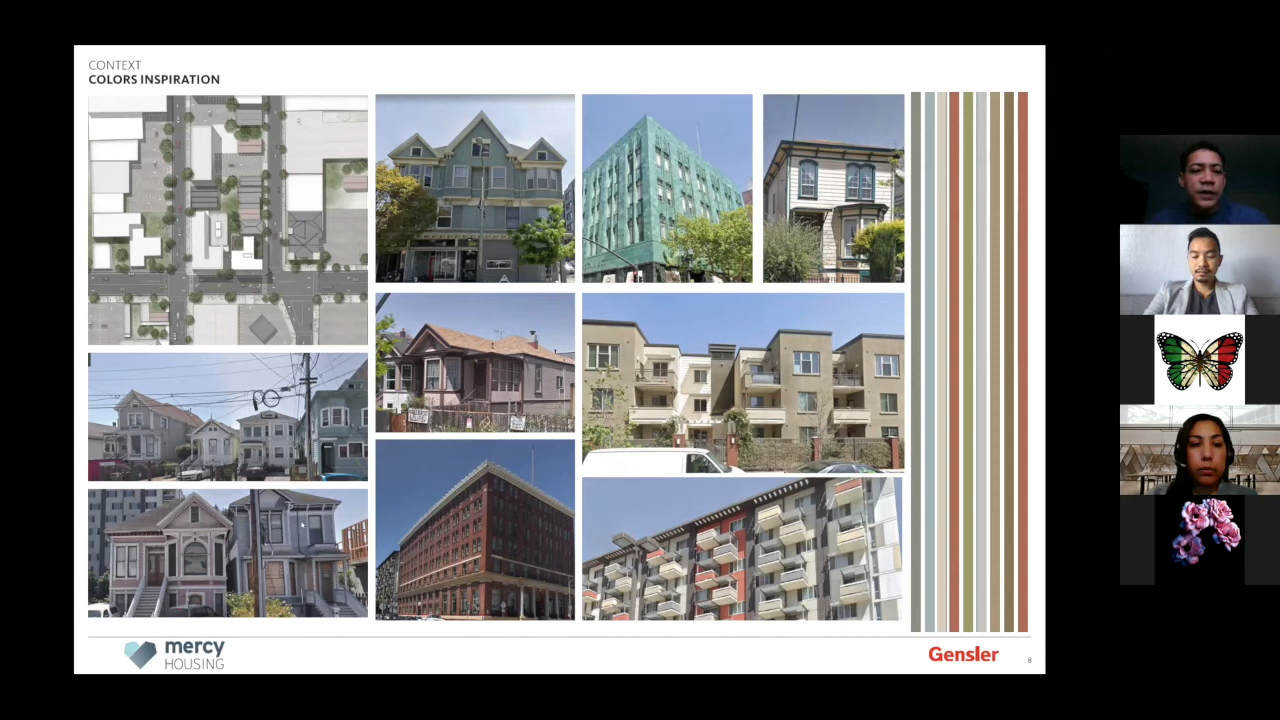 CONTEXT
COLORS INSPIRATION
mercy
HOUSING
Gensler
8